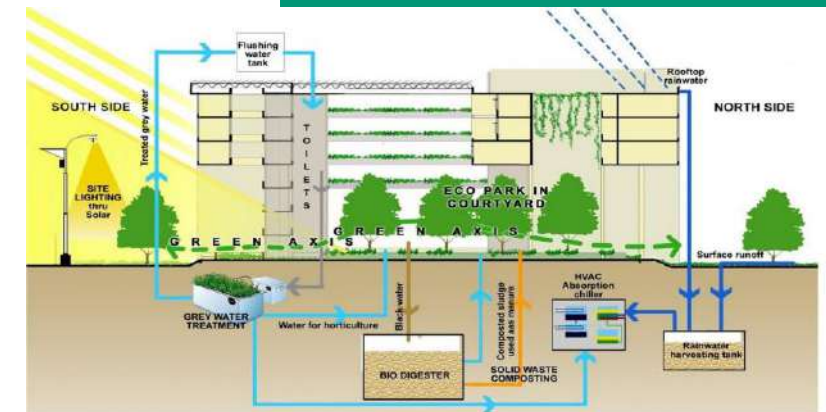 Flushing
water
tank
Rooftop
rainwater
SOUTH SIDE
NORTH SIDE
Treated grey water
TOILETS
SITE
LIGHTING
thru
Solar
ECO PARK IN
COURTYARD
GREEN AXIS
GREEN AXIS
Surface runoff
HVAC
Absorption
chiller
GREY WATER
TREATMENT
Water for horticulture
Black water
Composted sludge
used aas manure
BIO DIGESTER
SOLID WASTE
COMPOSTING
Rainwater
harvesting tank